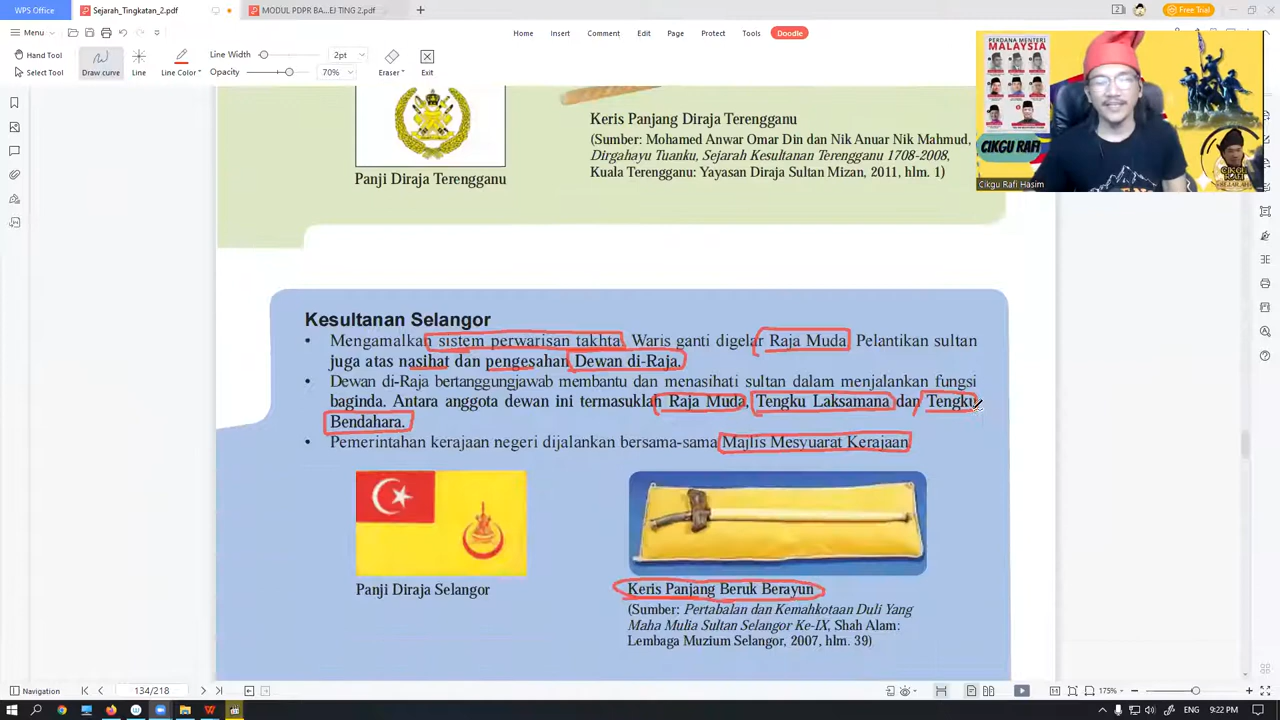 WPS Office
Sejarah_Tingkatan_2.pdf
MODUL PDPR BA...EJ TING 2.pdf
Free Trial
Menu
Home
Insert
Comment
Edit
Page
Protect
Tools
Doodle
Hand Tool
Select Tool
Draw curve
Line
Line Color
Line Width
2pt
Opacity
70%
Eraser
Exit
PERDANA MENTERI
MALAYSIA
CIKGU RAFI
CIKGU
RAFI
Cikgu Rafi Hasim
Panji Diraja Terengganu
Keris Panjang Diraja Terengganu
(Sumber: Mohamed Anwar Omar Din dan Nik Anuar Nik Mahmud,
Dirgahayu Tuanku, Sejarah Kesultanan Terengganu 1708-2008,
Kuala Terengganu: Yayasan Diraja Sultan Mizan, 2011, hlm. 1)
Kesultanan Selangor
• Mengamalkan sistem perwarisan takhta. Waris ganti digelar Raja Muda. Pelantikan sultan
juga atas nasihat dan pengesahan Dewan di-Raja.
• Dewan di-Raja bertanggungjawab membantu dan menasihati sultan dalam menjalankan fungsi
baginda. Antara anggota dewan ini termasuklah Raja Muda, Tengku Laksamana dan Tengku
Bendahara.
• Pemerintahan kerajaan negeri dijalankan bersama-sama Majlis Mesyuarat Kerajaan
Panji Diraja Selangor
Keris Panjang Beruk Berayun
(Sumber: Pertabalan dan Kemahkotaan Duli Yang
Maha Mulia Sultan Selangor Ke-IX, Shah Alam:
Lembaga Muzium Selangor, 2007, hlm. 39)
Navigation
134/218
175%
9:22 PM